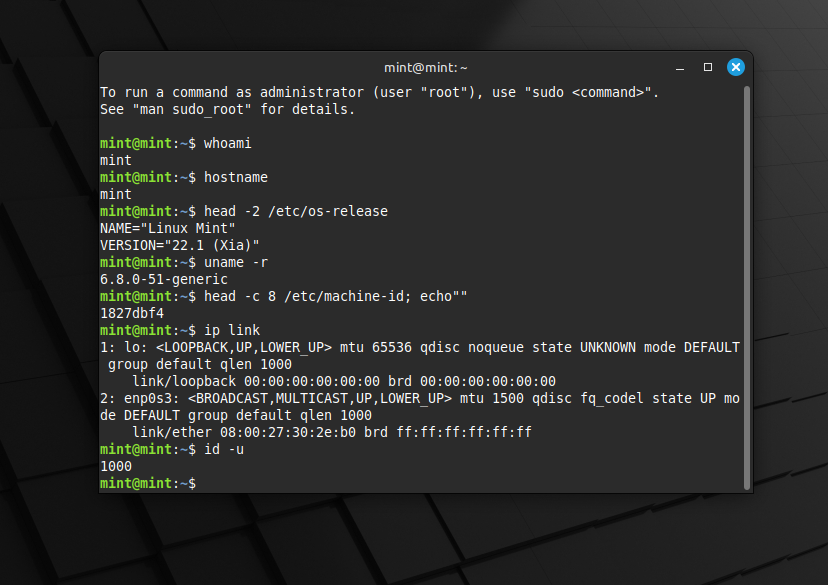 mint@mint: ~
To run a command as administrator (user "root"), use "sudo <command>".
See "man sudo_root" for details.
mint@mint:~$ whoami
mint
mint@mint:~$ hostname
mint
mint@mint:~$ head -2 /etc/os-release
NAME="Linux Mint"
VERSION="22.1 (Xia)"
mint@mint:~$ uname -r
6.8.0-51-generic
mint@mint:~$ head -c 8 /etc/machine-id; echo""
1827dbf4
mint@mint:~$ ip link
1: lo: <LOOPBACK,UP,LOWER_UP> mtu 65536 qdisc noqueue state UNKNOWN mode DEFAULT
 group default qlen 1000
    link/loopback 00:00:00:00:00:00 brd 00:00:00:00:00:00
2: enp0s3: <BROADCAST,MULTICAST,UP,LOWER_UP> mtu 1500 qdisc fq_codel state UP mo
de DEFAULT group default qlen 1000
    link/ether 08:00:27:30:2e:b0 brd ff:ff:ff:ff:ff:ff
mint@mint:~$ id -u
1000
mint@mint:~$